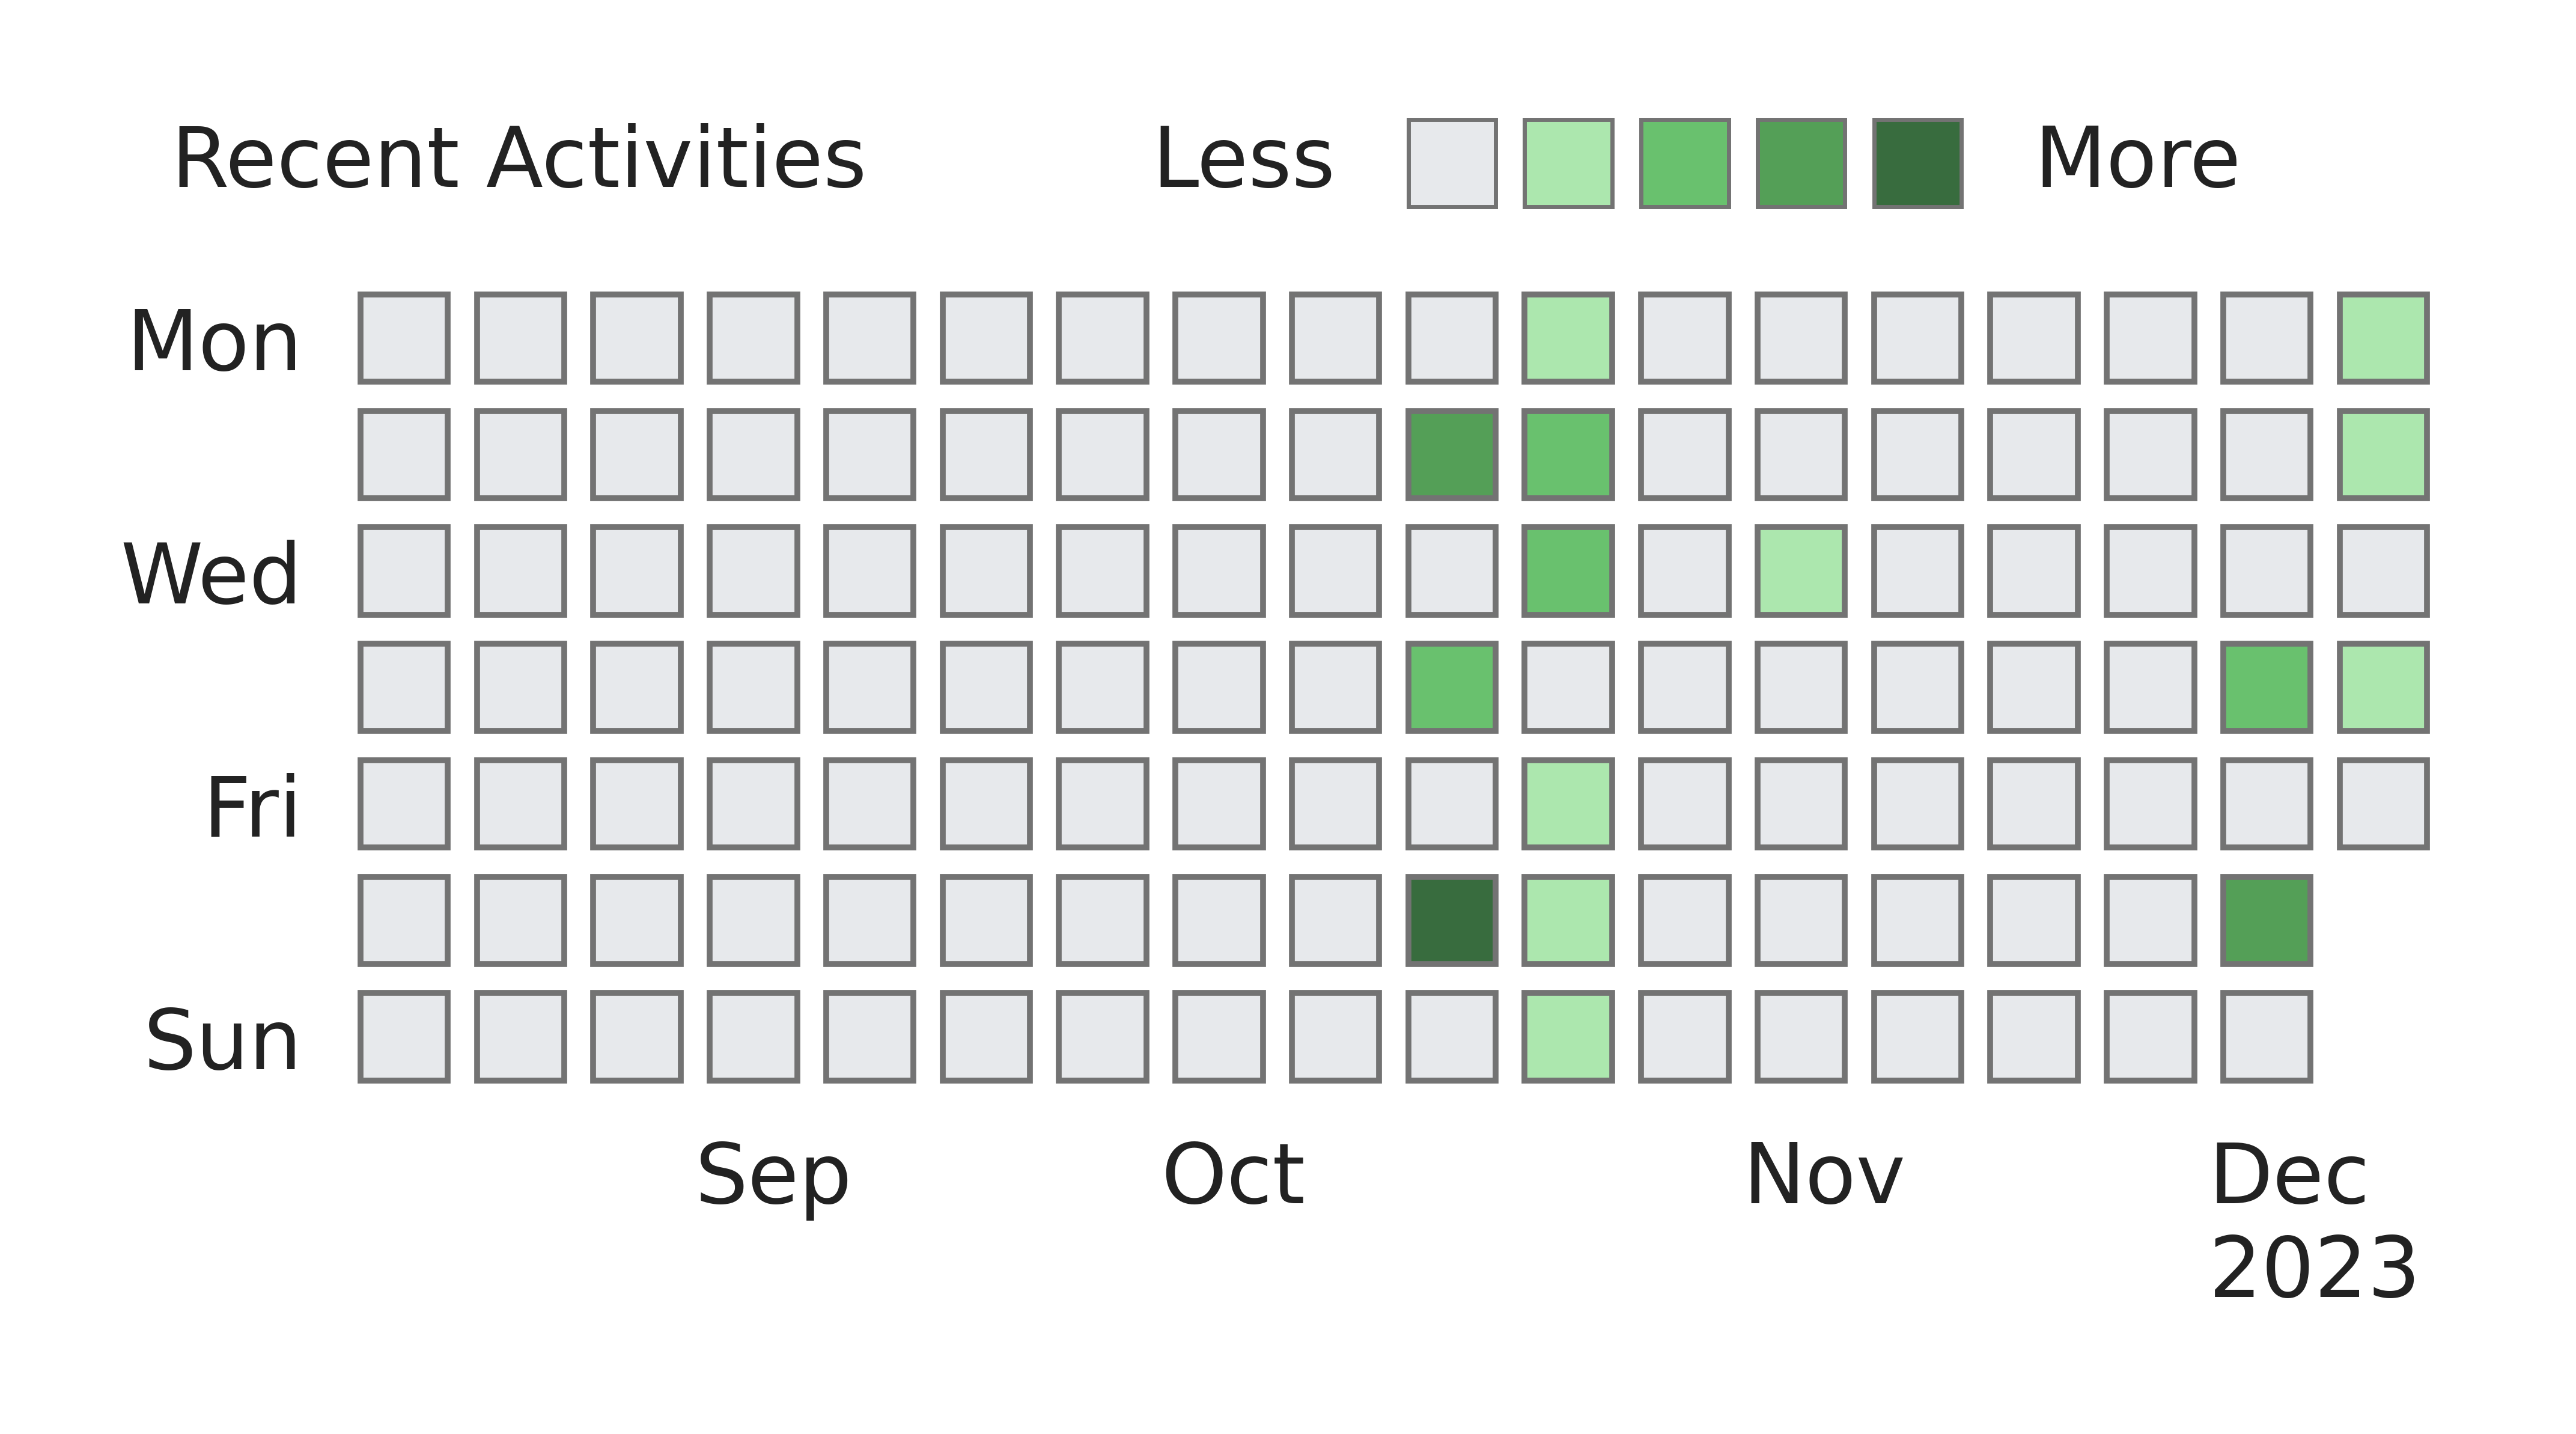 Recent Activities
Less More
Mon
Wed
Fri
Sun
Sep Oct Nov Dec
2023